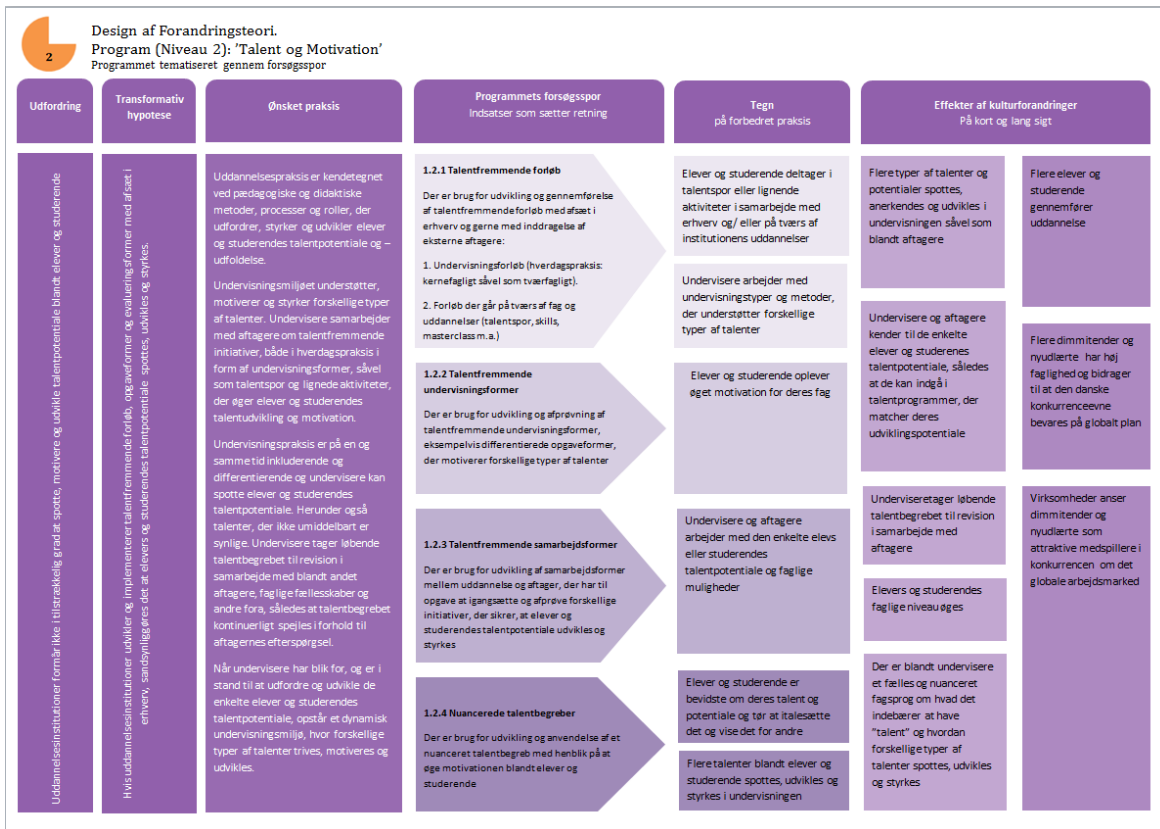 2
Design af Forandringsteori.
Program (Niveau 2): ’Talent og Motivation’
Programmet tematiseret gennem forsøgsspor
Udfordring
Transformativ
hypotese
Ønsket praksis
Programmets forsøgsspor
Indsatser som sætter retning
Tegn
på forbedret praksis
Effekter af kulturforandringer
På kort og lang sigt
Uddannelsesinstitutioner formår ikke i tilstrækkelig grad at spotte, motivere og udvikle talentpotentiale blandt elever og studerende
Hvis uddannelsesinstitutioner udvikler og implementerer talentfremmende forløb, opgaveformer og evalueringsformer med afsæt i
erhverv, sandsynliggøres det at elevers og studerendes talentpotentiale spottes, udvikles og styrkes.
Uddannelsespraksis er kendetegnet
ved pædagogiske og didaktiske
metoder, processer og roller, der
udfordrer, styrker og udvikler elever
og studerendes talentpotentiale og –
udfoldelse.
Undervisningsmiljøet understøtter,
motiverer og styrker forskellige typer
af talenter. Undervisere samarbejder
med aftagere om talentfremmende
initiativer, både i hverdagspraksis i
form af undervisningsformer, såvel
som talentspor og lignede aktiviteter,
der øger elever og studerendes
talentudvikling og motivation.
Undervisningspraksis er på en og
samme tid inkluderende og
differentierende og undervisere kan
spotte elever og studerendes
talentpotentiale. Herunder også
talenter, der ikke umiddelbart er
synlige. Undervisere tager løbende
talentbegrebet til revision i
samarbejde med blandt andet
aftagere, faglige fællesskaber og
andre fora, således at talentbegrebet
kontinuerligt spejles i forhold til
aftagernes efterspørgsel.
Når undervisere har blik for, og er i
stand til at udfordre og udvikle de
enkelte elever og studerendes
talentpotentiale, opstår et dynamisk
undervisningsmiljø, hvor forskellige
typer af talenter trives, motiveres og
udvikles.
1.2.1 Talentfremmende forløb
Der er brug for udvikling og gennemførelse
af talentfremmende forløb med afsæt i
erhverv og gerne med inddragelse af
eksterne aftagere:
1. Undervisningsforløb (hverdagspraksis:
kernefagligt såvel som tværfagligt).
2. Forløb der går på tværs af fag og
uddannelser (talentspor, skills,
masterclass m.a.)
1.2.2 Talentfremmende
undervisningsformer
Der er brug for udvikling og afprøvning af
talentfremmende undervisningsformer,
eksempelvis differentierede opgaveformer,
der motiverer forskellige typer af talenter
1.2.3 Talentfremmende samarbejdsformer
Der er brug for udvikling af samarbejdsformer
mellem uddannelse og aftager, der har til
opgave at igangsætte og afprøve forskellige
initiativer, der sikrer, at elever og
studerendes talentpotentiale udvikles og
styrkes
1.2.4 Nuancerede talentbegreber
Der er brug for udvikling og anvendelse af et
nuanceret talentbegreb med henblik på at
øge motivationen blandt elever og
studerende
Elever og studerende deltager i
talentspor eller lignende
aktiviteter i samarbejde med
erhverv og/ eller på tværs af
institutionens uddannelser
Undervisere arbejder med
undervisningstyper og metoder,
der understøtter forskellige
typer af talenter
Elever og studerende oplever
øget motivation for deres fag
Undervisere og aftagere
arbejder med den enkelte elevs
eller studerendes
talentpotentiale og faglige
muligheder
Elever og studerende er
bevidste om deres talent og
potentiale og tør at italesætte
det og vise det for andre
Flere talenter blandt elever og
studerende spottes, udvikles og
styrkes i undervisningen
Flere typer af talenter og
potentialer spottes,
anerkendes og udvikles i
undervisningen såvel som
blandt aftagere
Undervisere og aftagere
kender til de enkelte
elever og studerenes
talentpotentiale, således
at de kan indgå i
talentprogrammer, der
matcher deres
udviklingspotentiale
Underviseretager løbende
talentbegrebet til revision
i samarbejde med
aftagere
Elevers og studerendes
faglige niveau øges
Der er blandt undervisere
et fælles og nuanceret
fagsprog om hvad det
indebærer at have
"talent" og hvordan
forskellige typer af
talenter spottes, udvikles
og styrkes
Flere elever og
studerende
gennemfører
uddannelse
Flere dimmitender og
nyudlærte har høj
faglighed og bidrager
til at den danske
konkurrenceevne
bevares på globalt plan
Virksomheder anser
dimmitender og
nyudlærte som
attraktive medspillere i
konkurrencen om det
globale arbejdsmarked